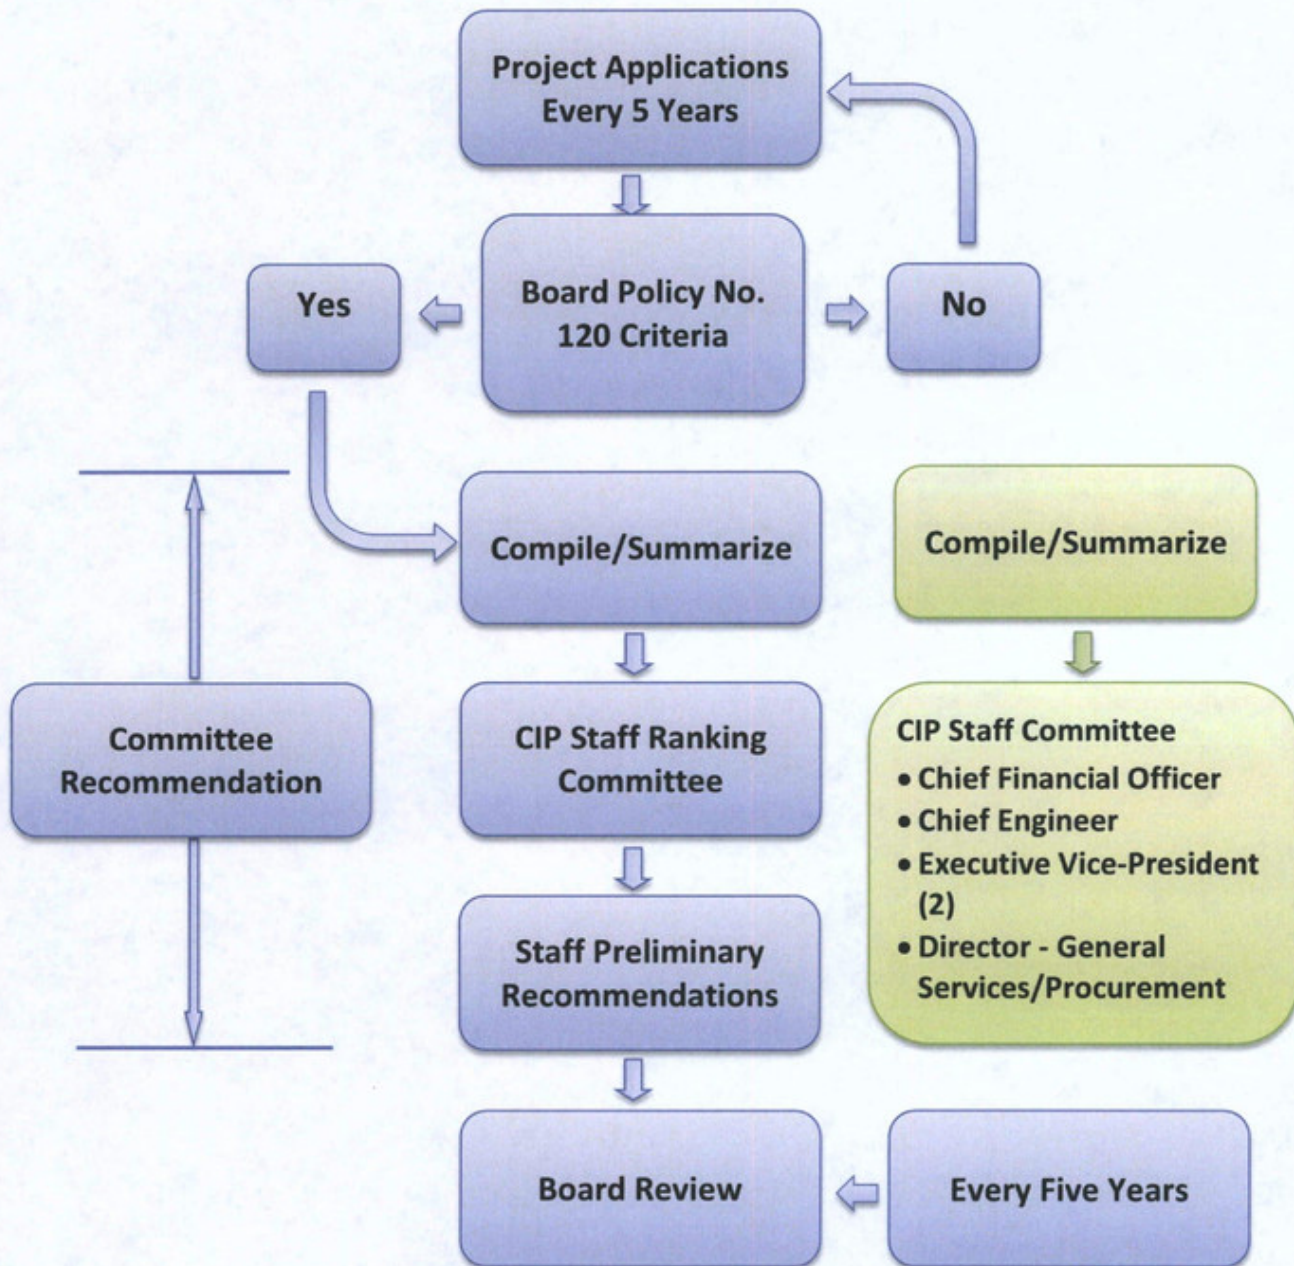 Project Applications
Every 5 Years
Yes
Board Policy No.
120 Criteria
No
Compile/Summarize
Compile/Summarize
Committee
Recommendation
CIP Staff Ranking
Committee
CIP Staff Committee
• Chief Financial Officer
• Chief Engineer
• Executive Vice-President
(2)
• Director - General
Services/Procurement
Staff Preliminary
Recommendations
Board Review
Every Five Years